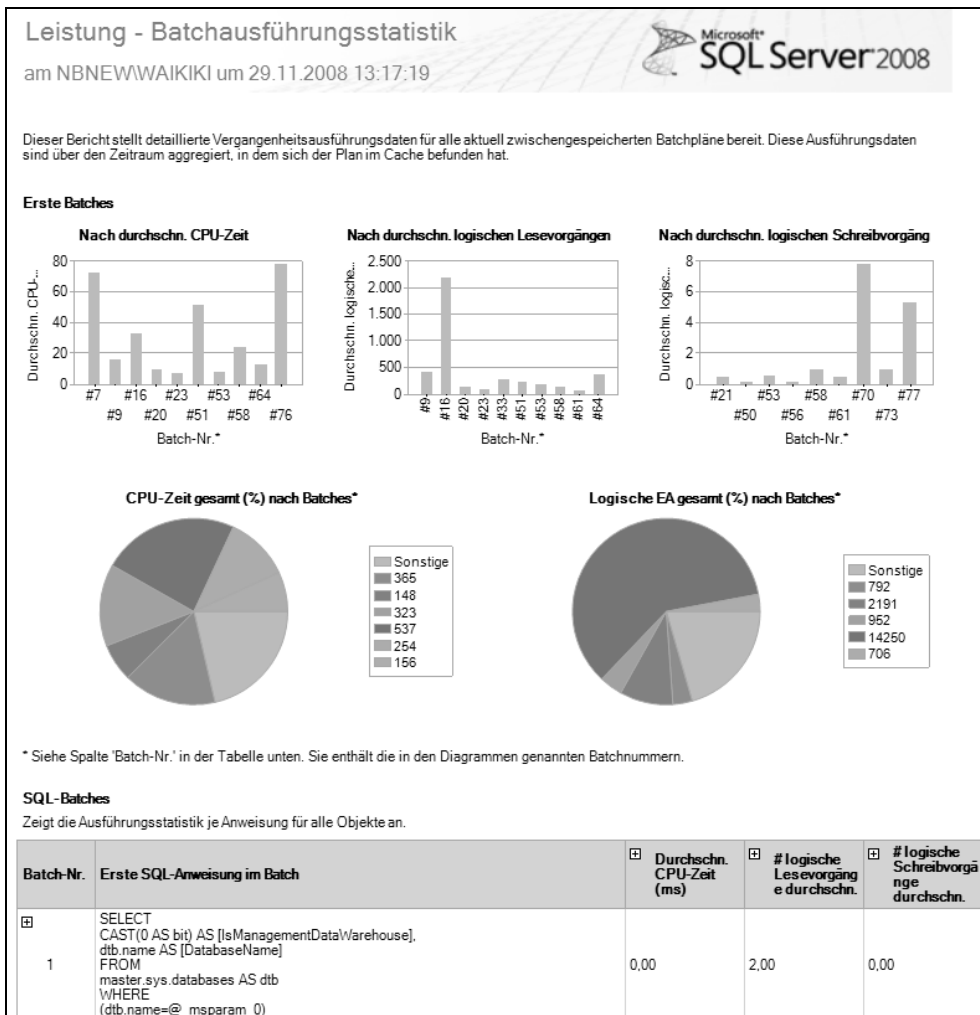 Leistung - Batchausführungsstatistik
am NBNEW\WAIKIKI um 29.11.2008 13:17:19
Microsoft®
SQL Server 2008
Dieser Bericht stellt detaillierte Vergangenheitsausführungsdaten für alle aktuell zwischengespeicherten Batchpläne bereit. Diese Ausführungsdaten
sind über den Zeitraum aggregiert, in dem sich der Plan im Cache befunden hat.
Erste Batches
Nach durchschn. CPU-Zeit
Durchschn. CPU-...
80
60
40
20
0
#7 #16 #23 #53 #64
#9 #20 #51 #58 #76
Batch-Nr.*
Nach durchschn. logischen Lesevorgängen
Durchschn. logische...
2.500
2.000
1.500
1.000
500
0
#9 #16 #20 #23 #33 #51 #53 #58 #61 #64
Batch-Nr.*
Nach durchschn. logischen Schreibvorgäng
Durchschn. logisc...
8
6
4
2
0
#21 #53 #58 #70 #77
#50 #56 #61 #73
Batch-Nr.*
CPU-Zeit gesamt (%) nach Batches*
Sonstige
365
148
323
537
254
156
Logische EA gesamt (%) nach Batches*
Sonstige
792
2191
952
14250
706
* Siehe Spalte 'Batch-Nr.' in der Tabelle unten. Sie enthält die in den Diagrammen genannten Batchnummern.
SQL-Batches
Zeigt die Ausführungsstatistik je Anweisung für alle Objekte an.
Batch-Nr.
Erste SQL-Anweisung im Batch
Durchschn.
CPU-Zeit
(ms)
# logische
Lesevorgäng
e durchschn.
# logische
Schreibvorgä
nge
durchschn.
1
SELECT
CAST(0 AS bit) AS [IsManagementDataWarehouse],
dtb.name AS [DatabaseName]
FROM
master.sys.databases AS dtb
WHERE
(dtb.name=@_msparam_0)
0,00
2,00
0,00